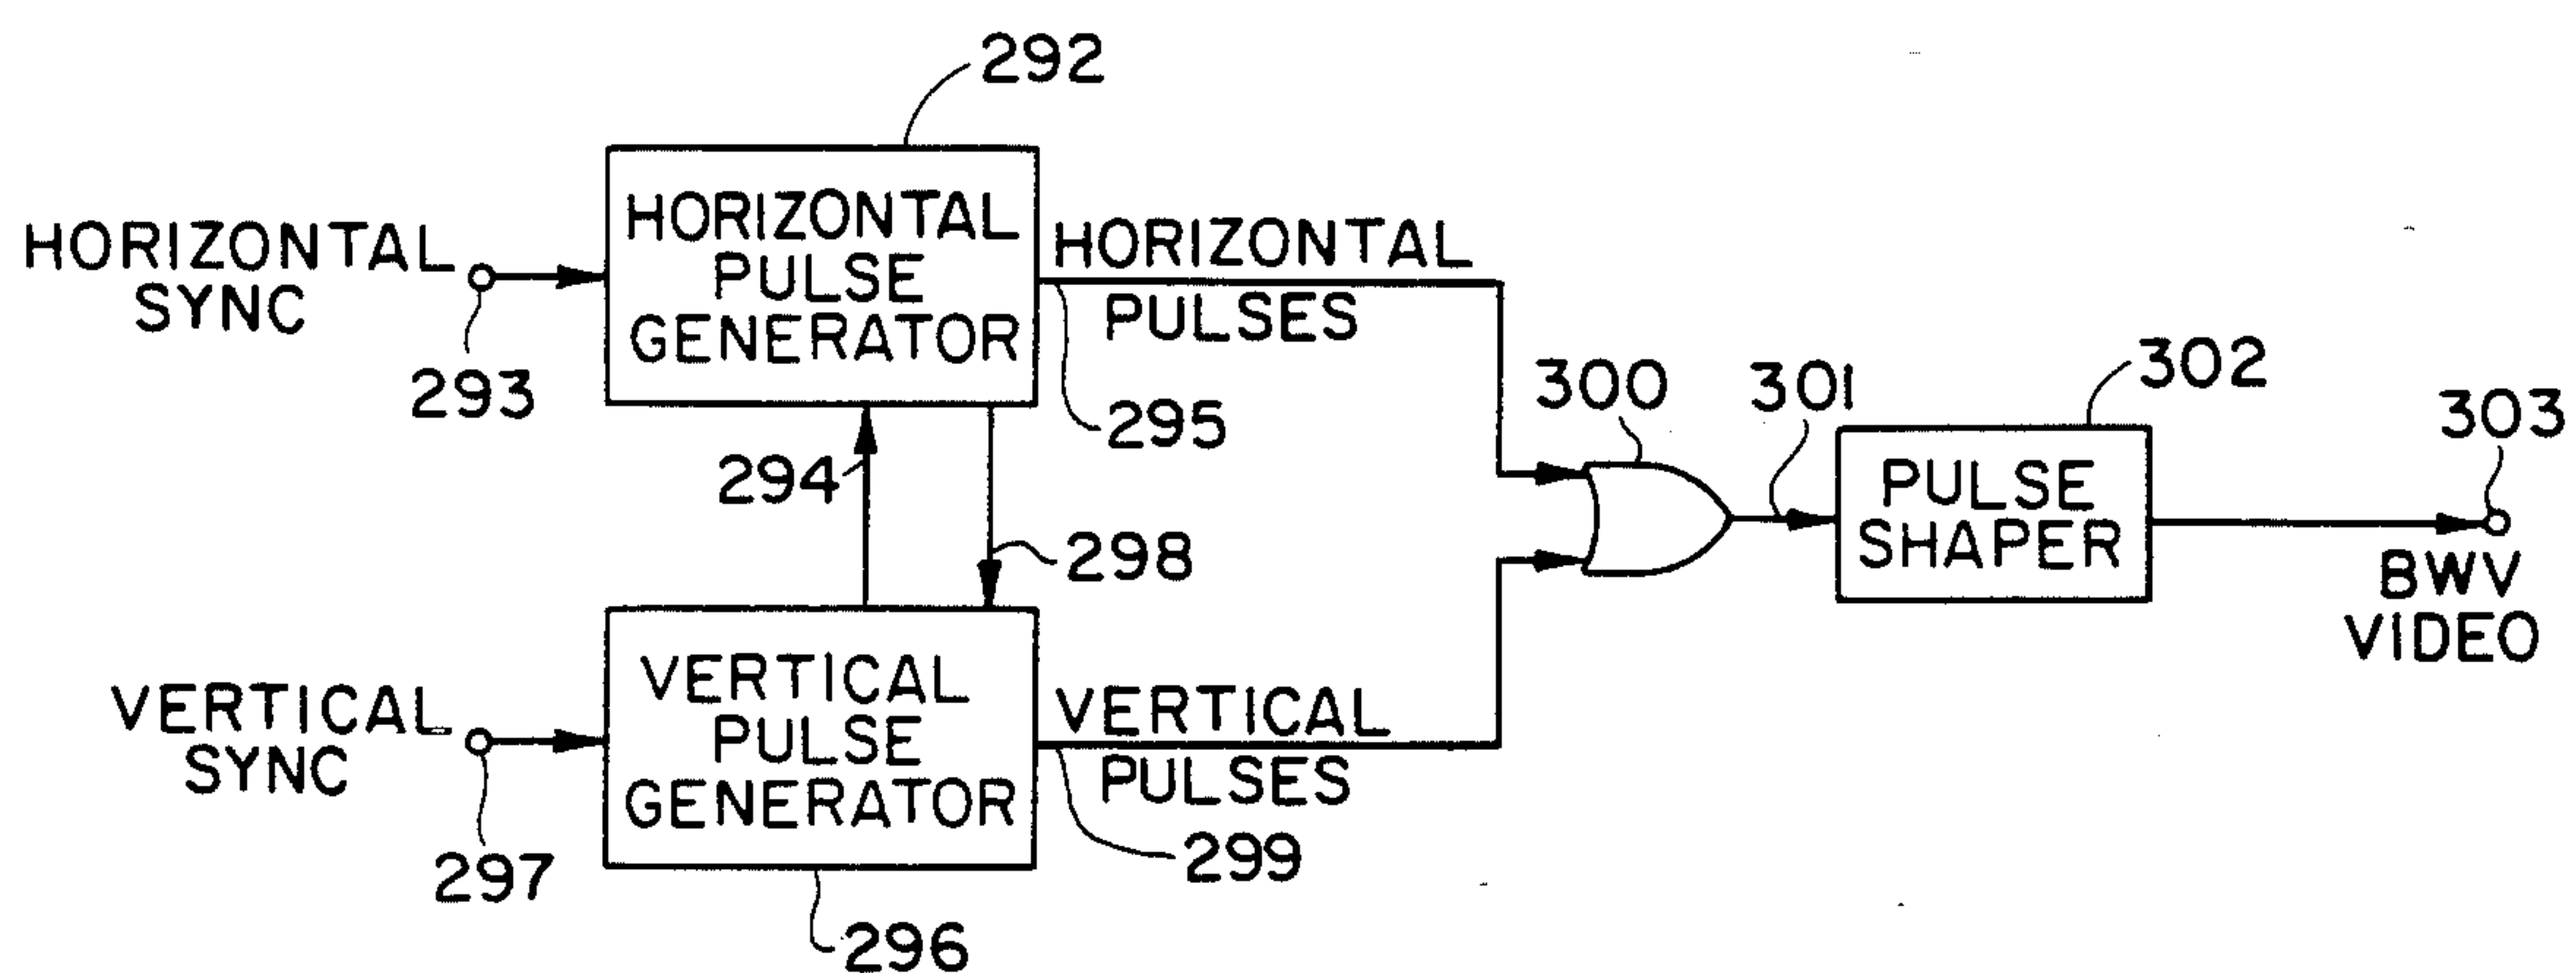 292
HORIZONTAL
SYNC
293
HORIZONTAL
PULSE
GENERATOR
HORIZONTAL
PULSES
295
294
298
300
301
302
PULSE
SHAPER
303
BWV
VIDEO
VERTICAL
SYNC
297
VERTICAL
PULSE
GENERATOR
VERTICAL
PULSES
299
296